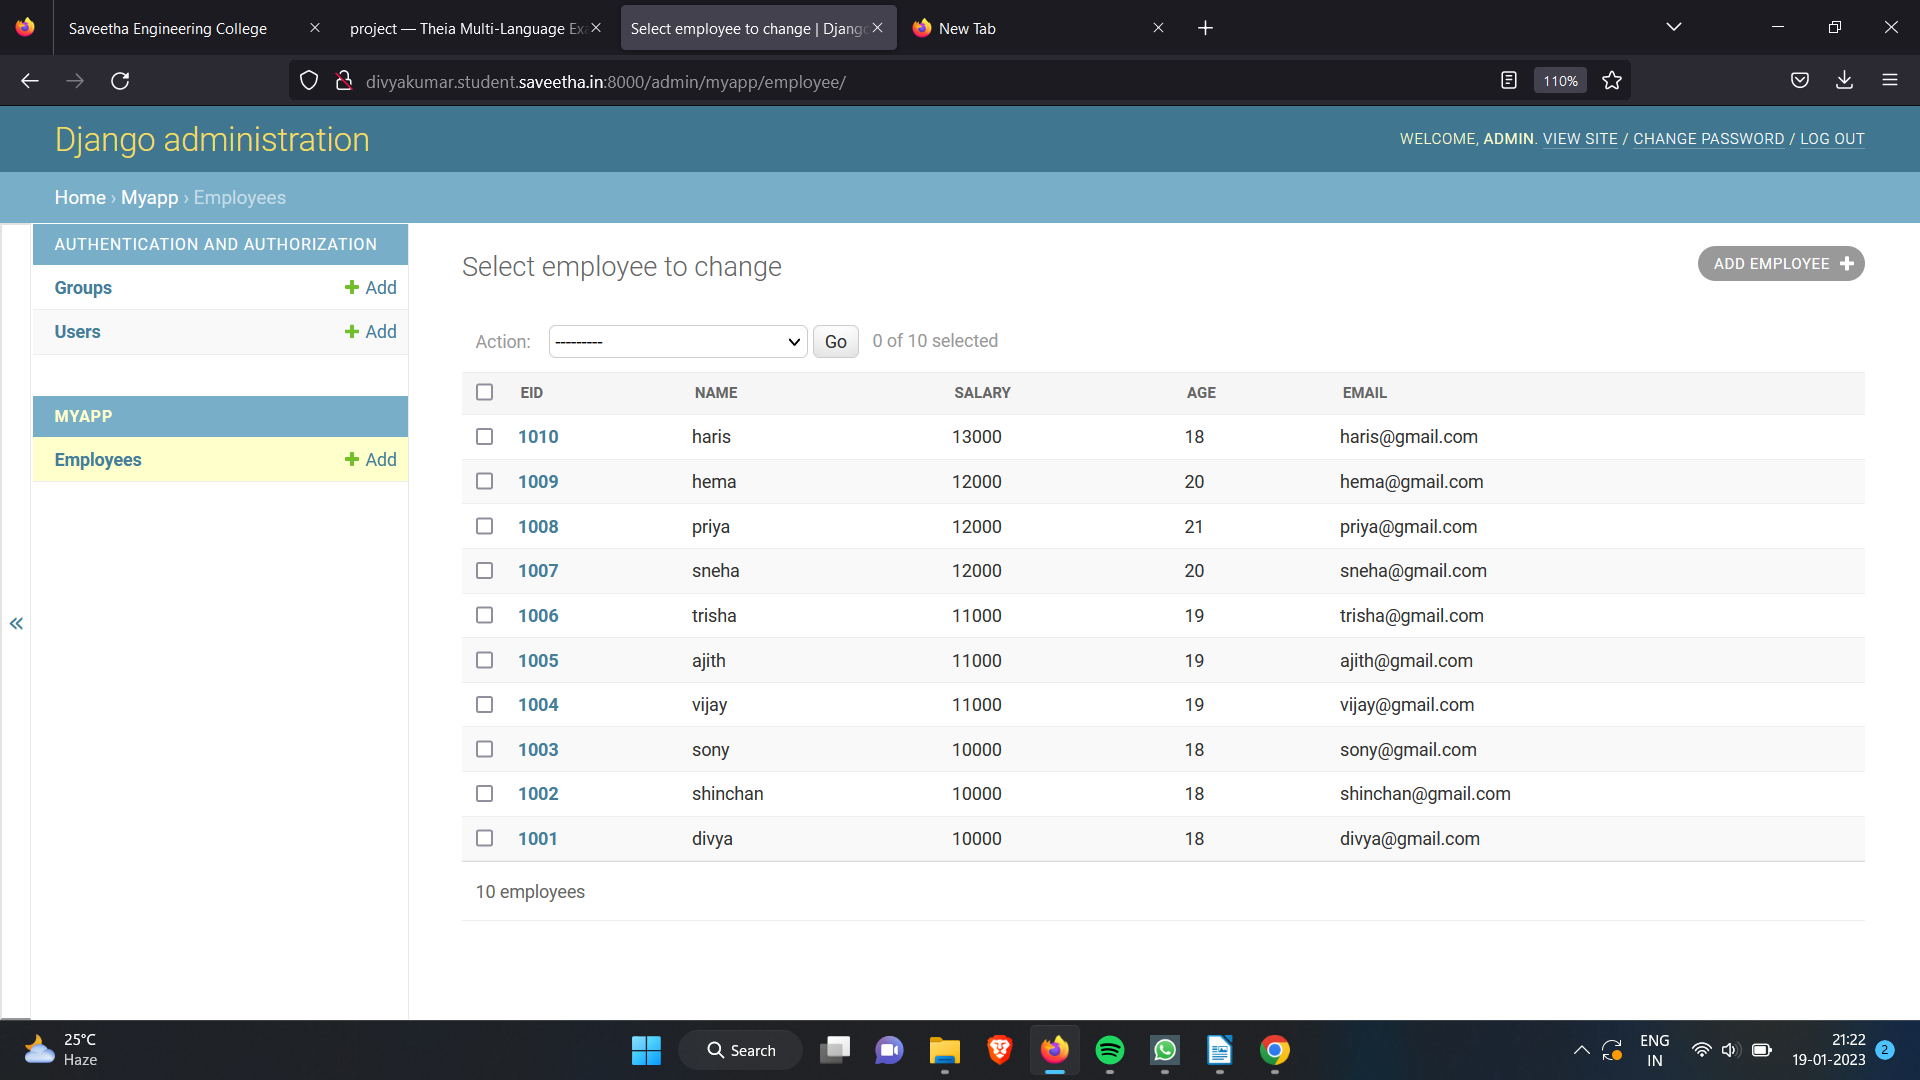 Saveetha Engineering College
project — Theia Multi-Language Ex
Select employee to change | Djang
New Tab
divyakumar.student.saveetha.in:8000/admin/myapp/employee/
110%
Django administration
WELCOME, ADMIN. VIEW SITE / CHANGE PASSWORD / LOG OUT
Home › Myapp › Employees
AUTHENTICATION AND AUTHORIZATION
Groups + Add
Users + Add
MYAPP
Employees + Add
«
Select employee to change
ADD EMPLOYEE +
Action: --------- Go 0 of 10 selected
EID NAME SALARY AGE EMAIL
1010 haris 13000 18 haris@gmail.com
1009 hema 12000 20 hema@gmail.com
1008 priya 12000 21 priya@gmail.com
1007 sneha 12000 20 sneha@gmail.com
1006 trisha 11000 19 trisha@gmail.com
1005 ajith 11000 19 ajith@gmail.com
1004 vijay 11000 19 vijay@gmail.com
1003 sony 10000 18 sony@gmail.com
1002 shinchan 10000 18 shinchan@gmail.com
1001 divya 10000 18 divya@gmail.com
10 employees
25°C
Haze
Search
ENG
IN
21:22
19-01-2023
2